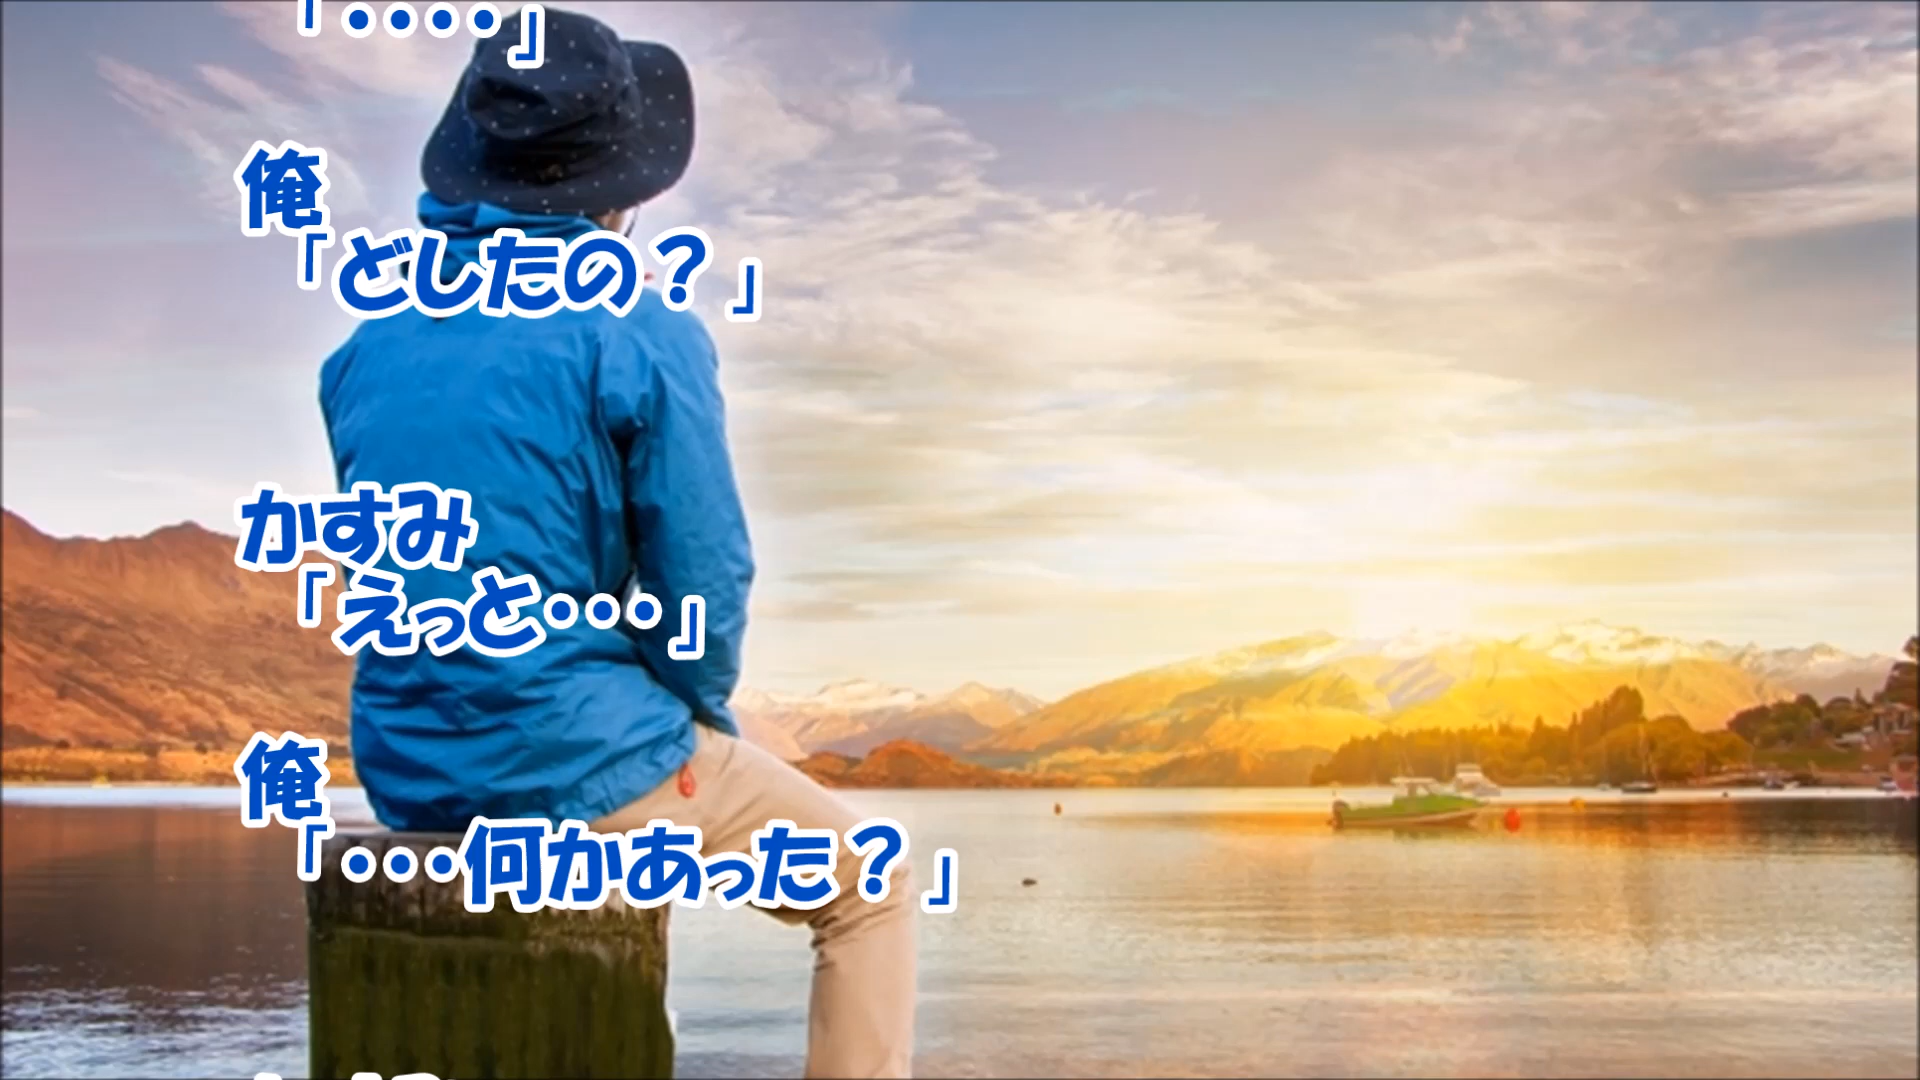 「・・・・」
俺
「どしたの？」
かすみ
「えっと・・・」
俺
「・・・何かあった？」